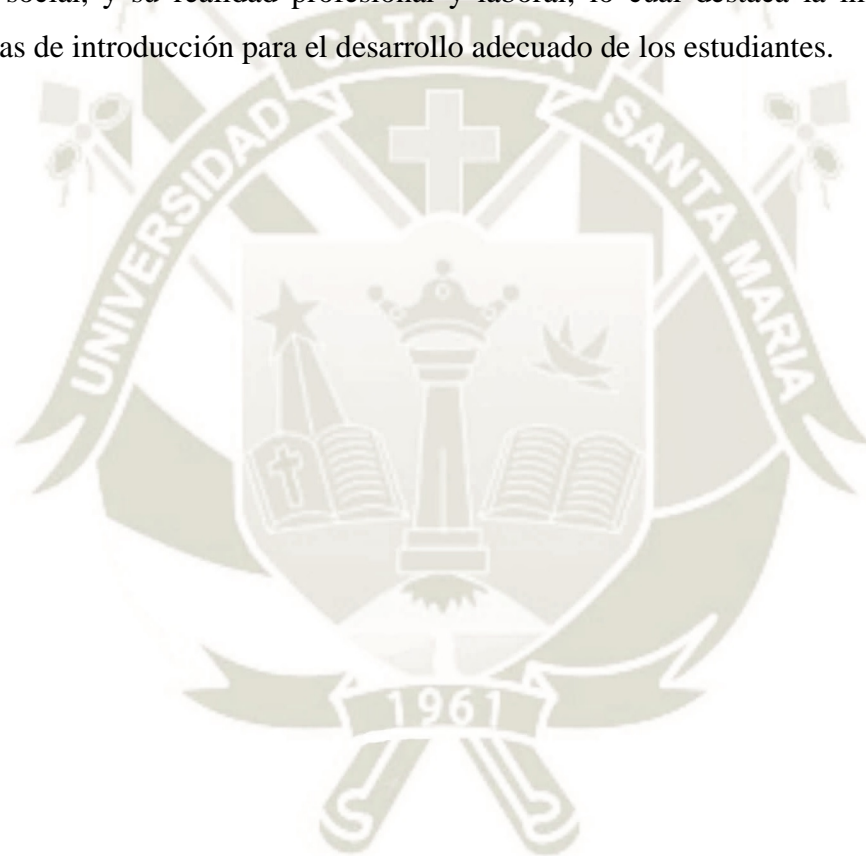 social, y su realidad profesional y laboral, lo cual destaca la
as de introducción para el desarrollo adecuado de los estudiantes.
CATOLICA
UNIVERSIDAD
SANTA MARIA
1961